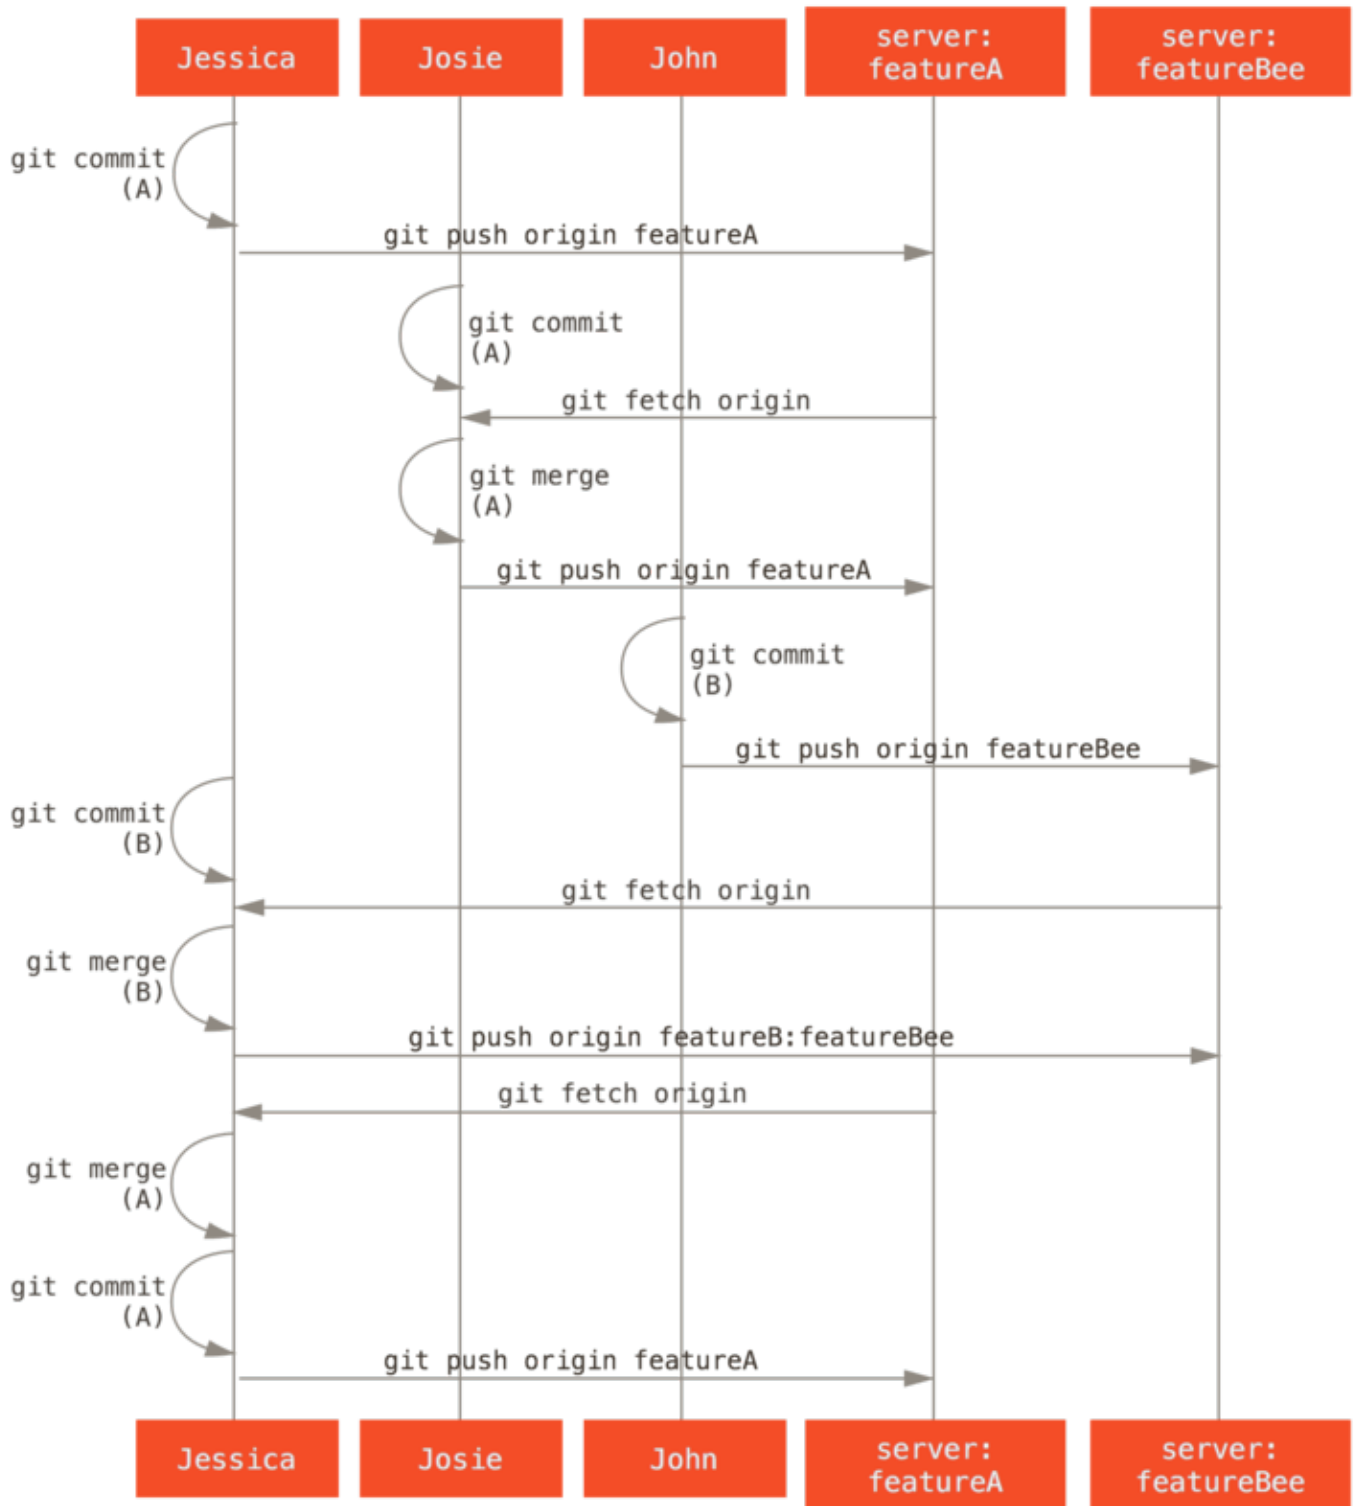 Jessica
Josie
John
server:
featureA
server:
featureBee
git commit
(A)
git push origin featureA
git commit
(A)
git fetch origin
git merge
(A)
git push origin featureA
git commit
(B)
git push origin featureBee
git commit
(B)
git fetch origin
git merge
(B)
git push origin featureB:featureBee
git fetch origin
git merge
(A)
git commit
(A)
git push origin featureA
Jessica
Josie
John
server:
featureA
server:
featureBee